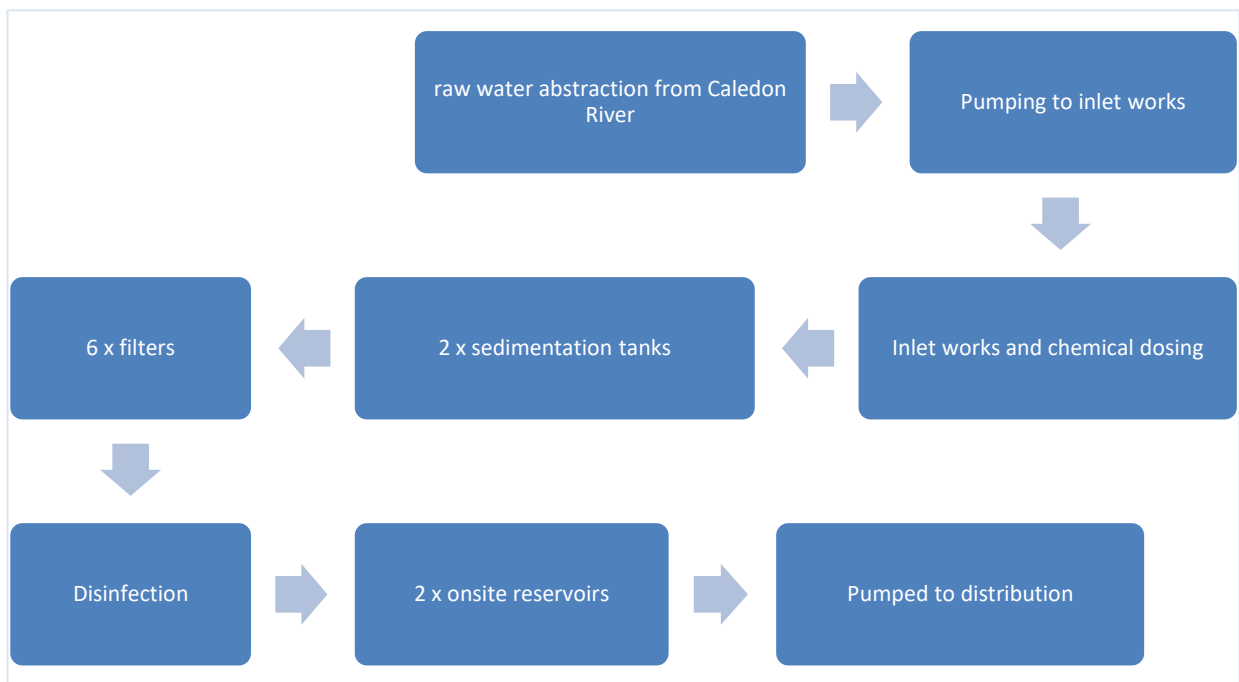 raw water abstraction from Caledon
River
Pumping to inlet works
Inlet works and chemical dosing
2 x sedimentation tanks
6 x filters
Disinfection
2 x onsite reservoirs
Pumped to distribution